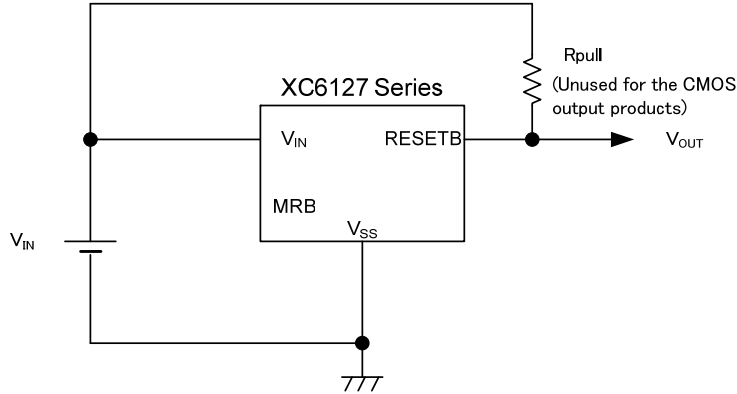 Rpull
(Unused for the CMOS
output products)
XC6127 Series
VIN
RESETB
VOUT
MRB
VSS
VIN